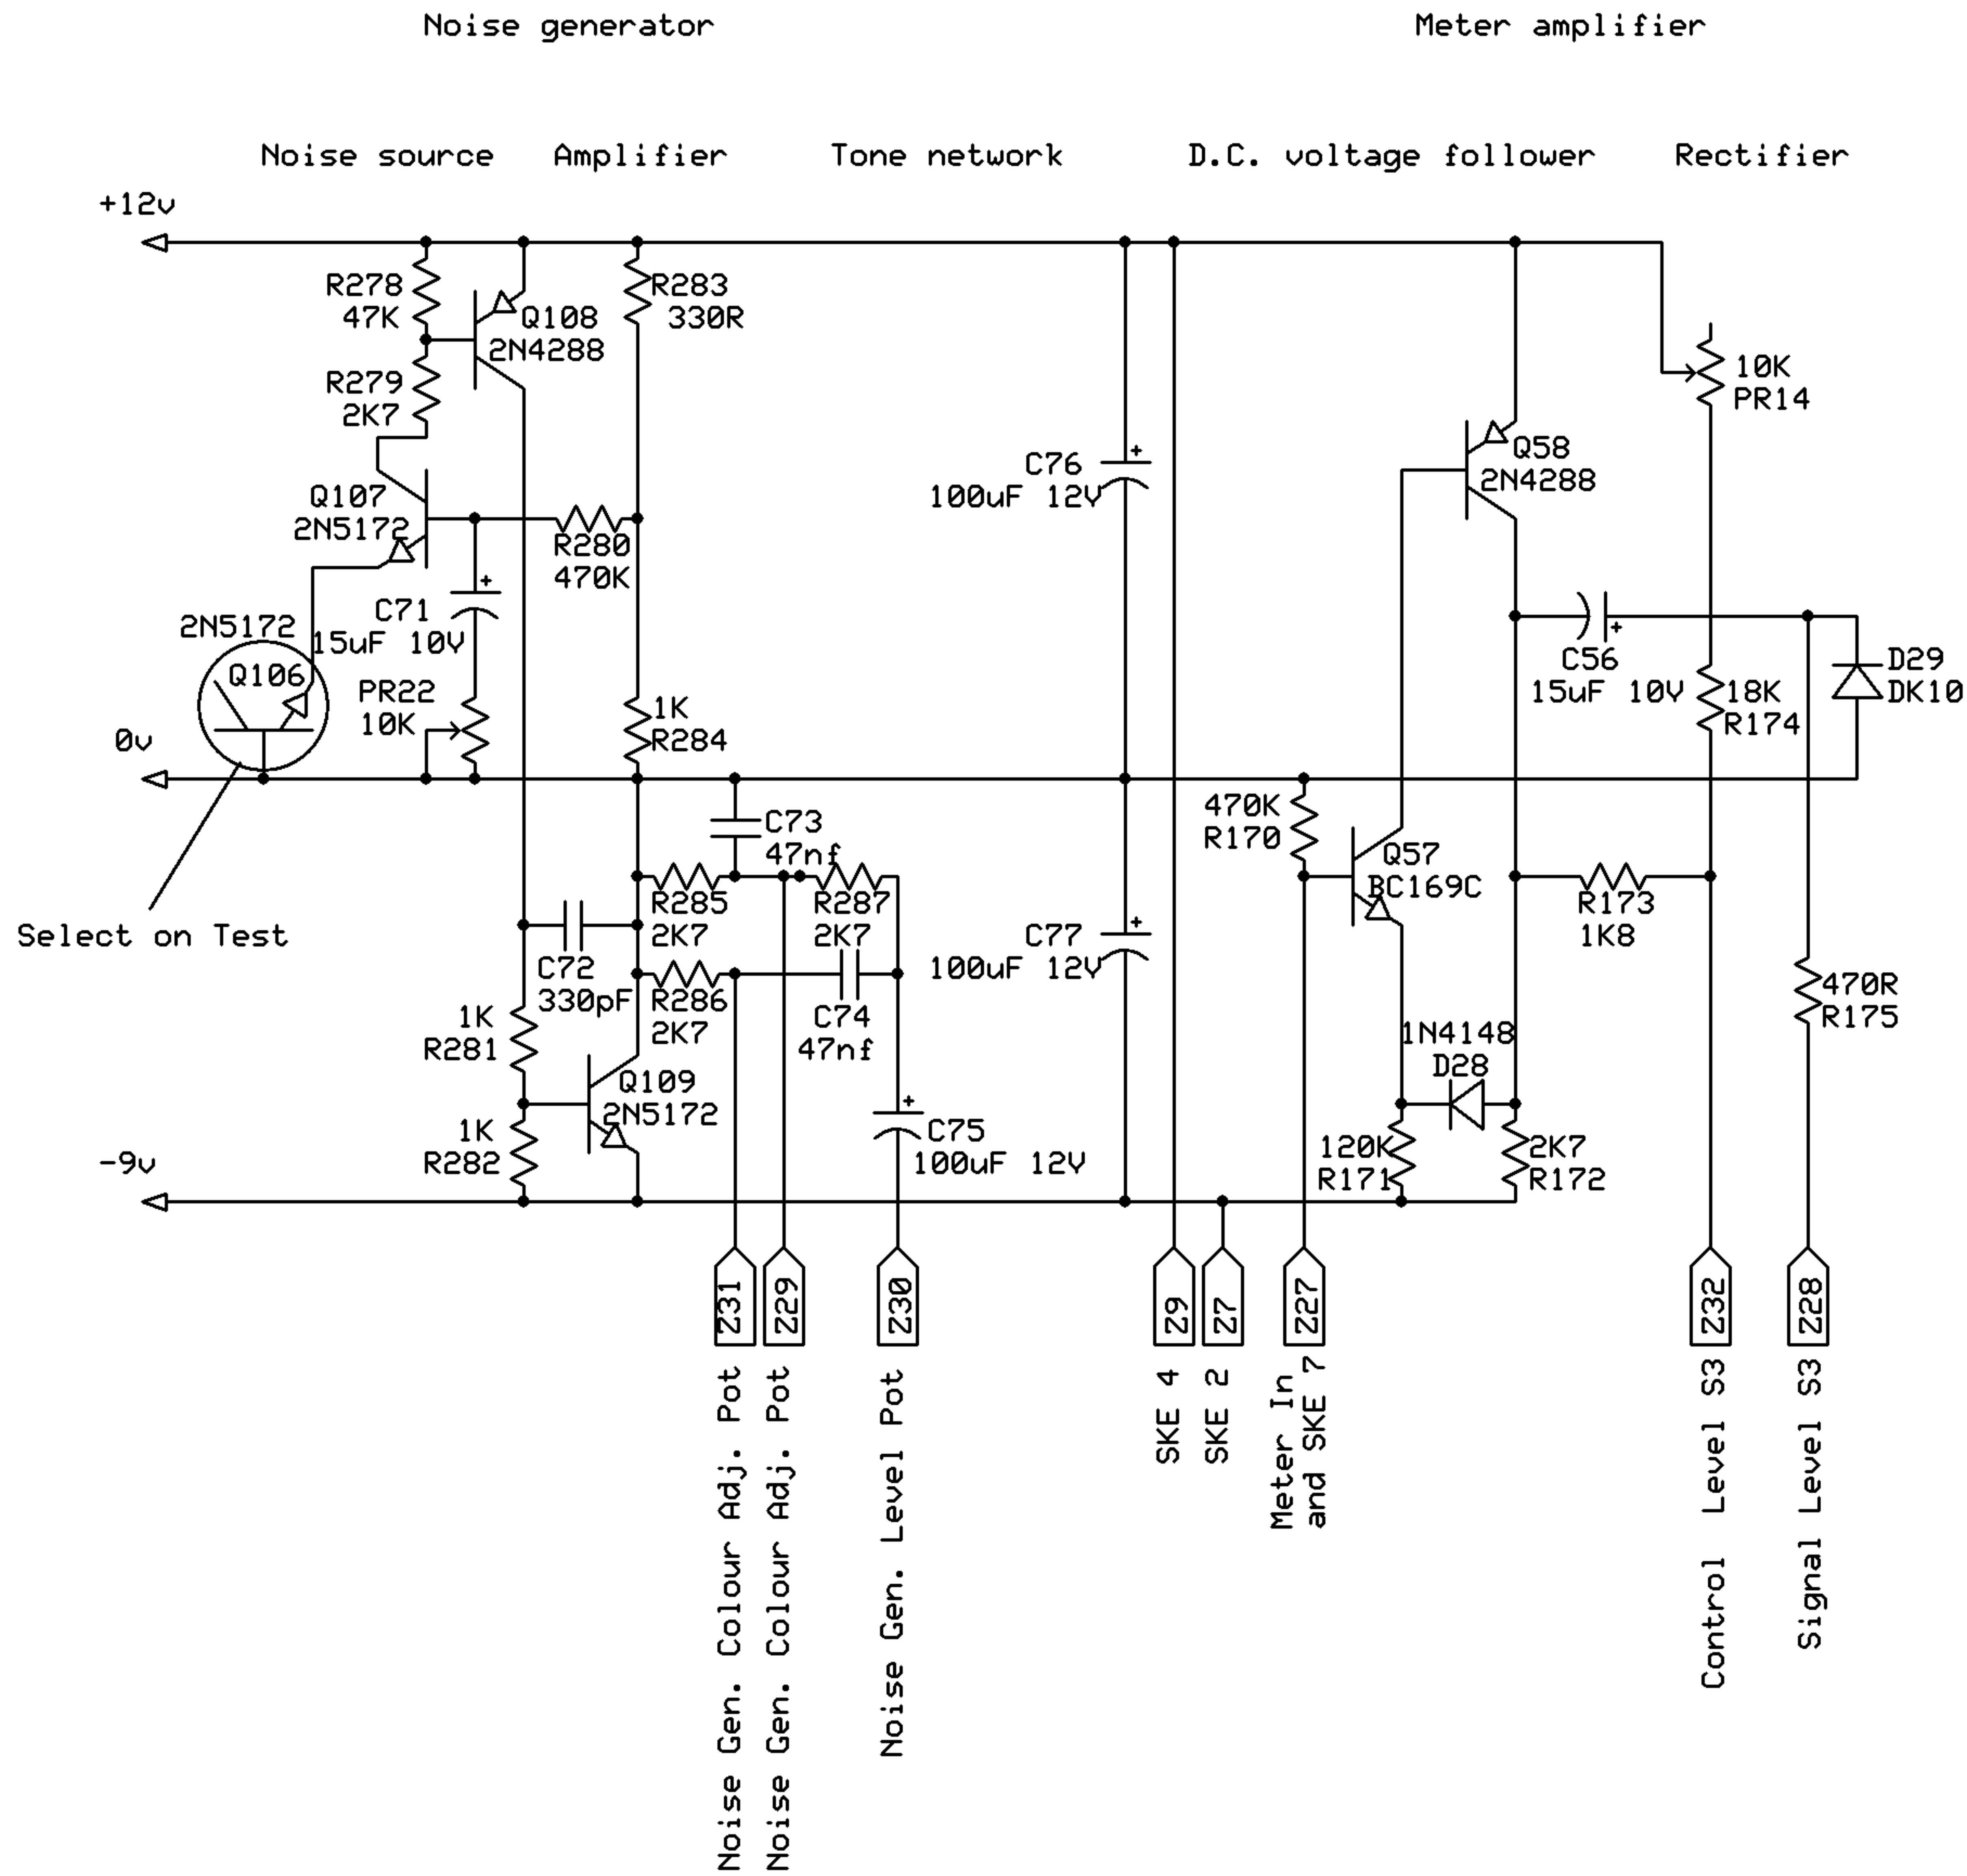 Noise generator
Meter amplifier
Noise source
Amplifier
Tone network
D.C. voltage follower
Rectifier
+12v
R278
47K
Q108
2N4288
R283
330R
R279
2K7
10K
PR14
Q107
2N5172
R280
470K
C76
100uF 12V
+
Q58
2N4288
2N5172
Q106
C71
15uF 10V
+
PR22
10K
1K
R284
C56
15uF 10V
+
18K
R174
D29
DK10
0v
C73
47nf
470K
R170
Q57
BC169C
R285
2K7
R287
2K7
R173
1K8
Select on Test
C72
330pF
C77
100uF 12V
+
R286
2K7
C74
47nf
470R
R175
1K
R281
1N4148
D28
Q109
2N5172
+
C75
100uF 12V
1K
R282
120K
R171
2K7
R172
-9v
Z31
Z29
Z30
Z9
Z7
Z27
Z32
Z28
Noise Gen. Colour Adj. Pot
Noise Gen. Colour Adj. Pot
Noise Gen. Level Pot
SKE 4
SKE 2
Meter In
and SKE 7
Control Level S3
Signal Level S3